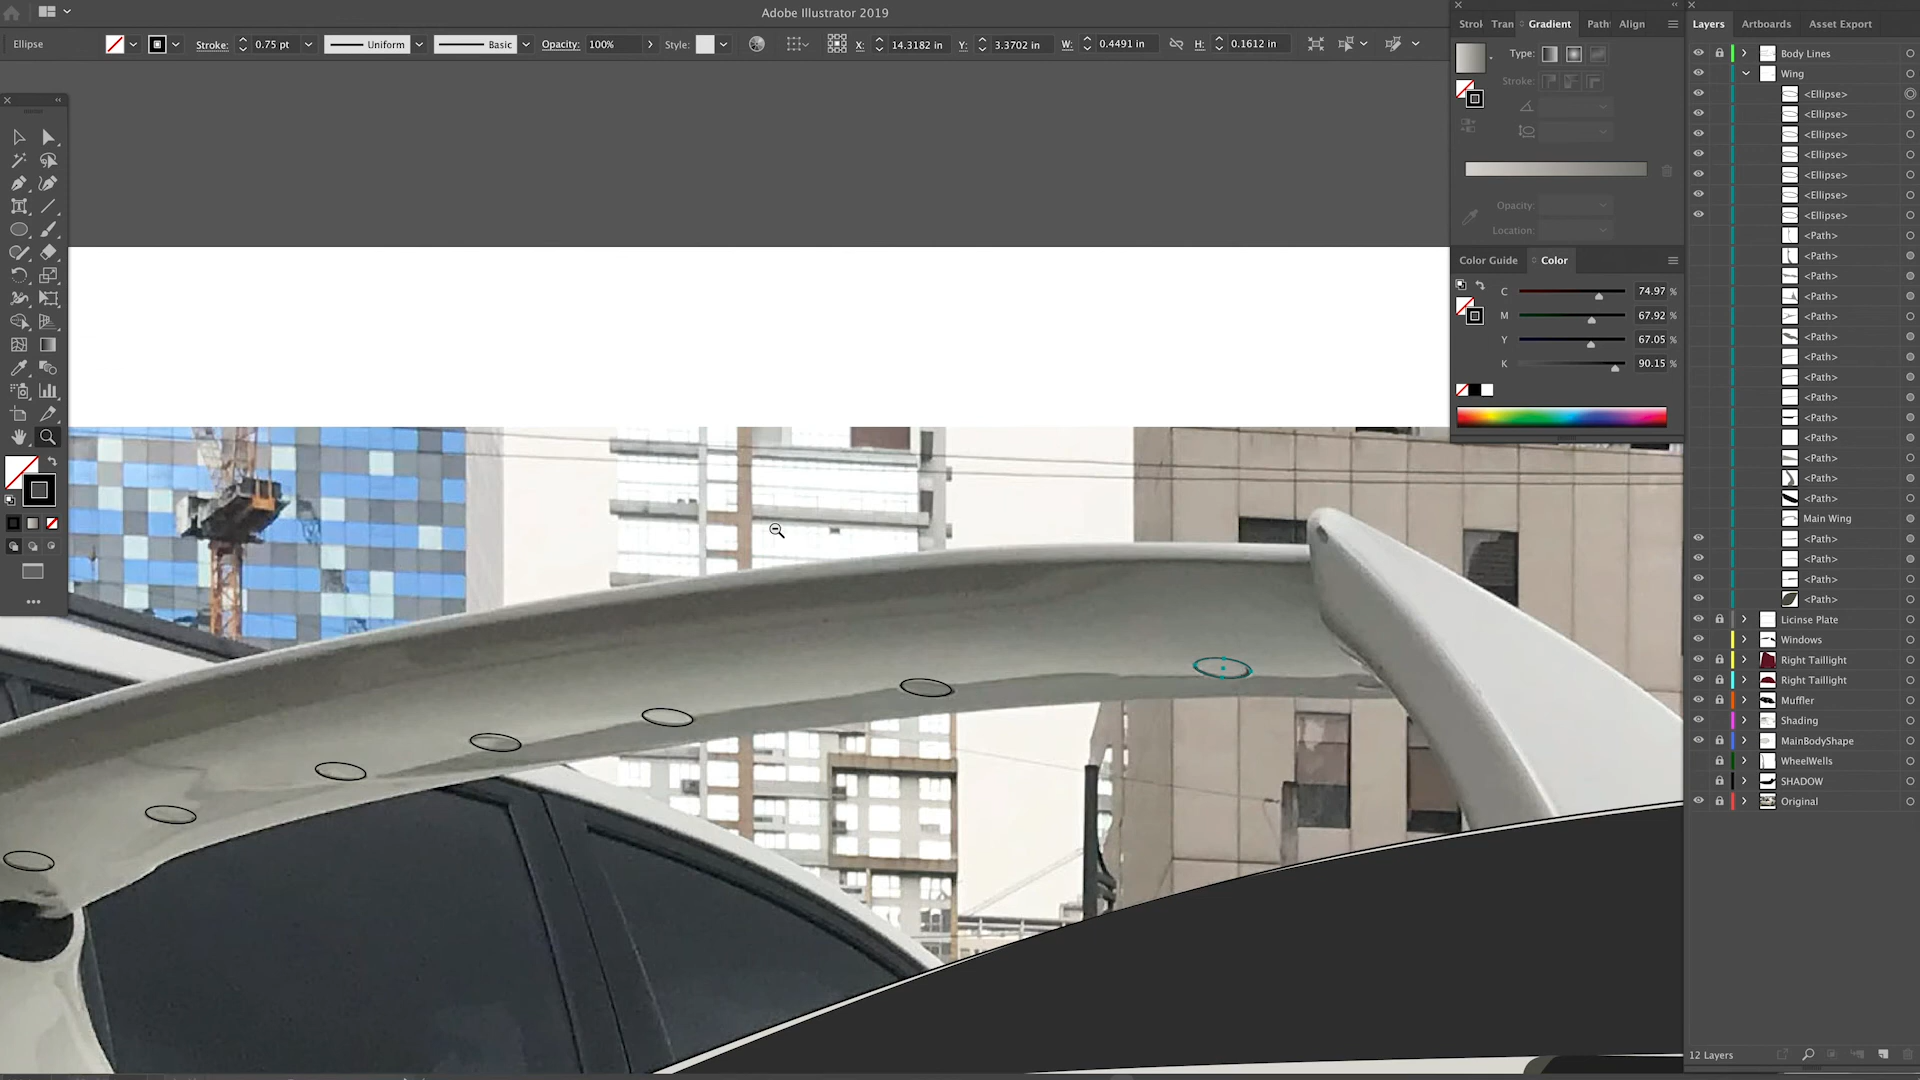 Adobe Illustrator 2019
Ellipse
Stroke: 0.75 pt Uniform Basic Opacity: 100% Style: X: 14.3182 in Y: 3.3702 in W: 0.4491 in H: 0.1612 in
Strol Tran Gradient Path Align
Type:
Stroke:
Opacity:
Location:
Color Guide Color
C 74.97 %
M 67.92 %
Y 67.05 %
K 90.15 %
Layers Artboards Asset Export
Body Lines
Wing
<Ellipse>
<Ellipse>
<Ellipse>
<Ellipse>
<Ellipse>
<Ellipse>
<Ellipse>
<Path>
<Path>
<Path>
<Path>
<Path>
<Path>
<Path>
<Path>
<Path>
<Path>
<Path>
<Path>
<Path>
<Path>
Main Wing
<Path>
<Path>
<Path>
<Path>
Licinse Plate
Windows
Right Taillight
Right Taillight
Muffler
Shading
MainBodyShape
WheelWells
SHADOW
Original
12 Layers